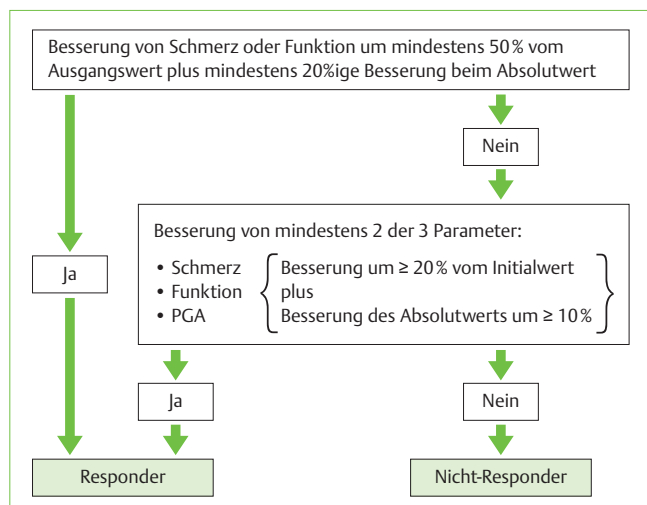 Besserung von Schmerz oder Funktion um mindestens 50% vom
Ausgangswert plus mindestens 20%ige Besserung beim Absolutwert
Nein
Besserung von mindestens 2 der 3 Parameter:
• Schmerz
• Funktion
• PGA
Besserung um ≥ 20% vom Initialwert
plus
Besserung des Absolutwerts um ≥ 10%
Ja
Ja
Nein
Responder
Nicht-Responder